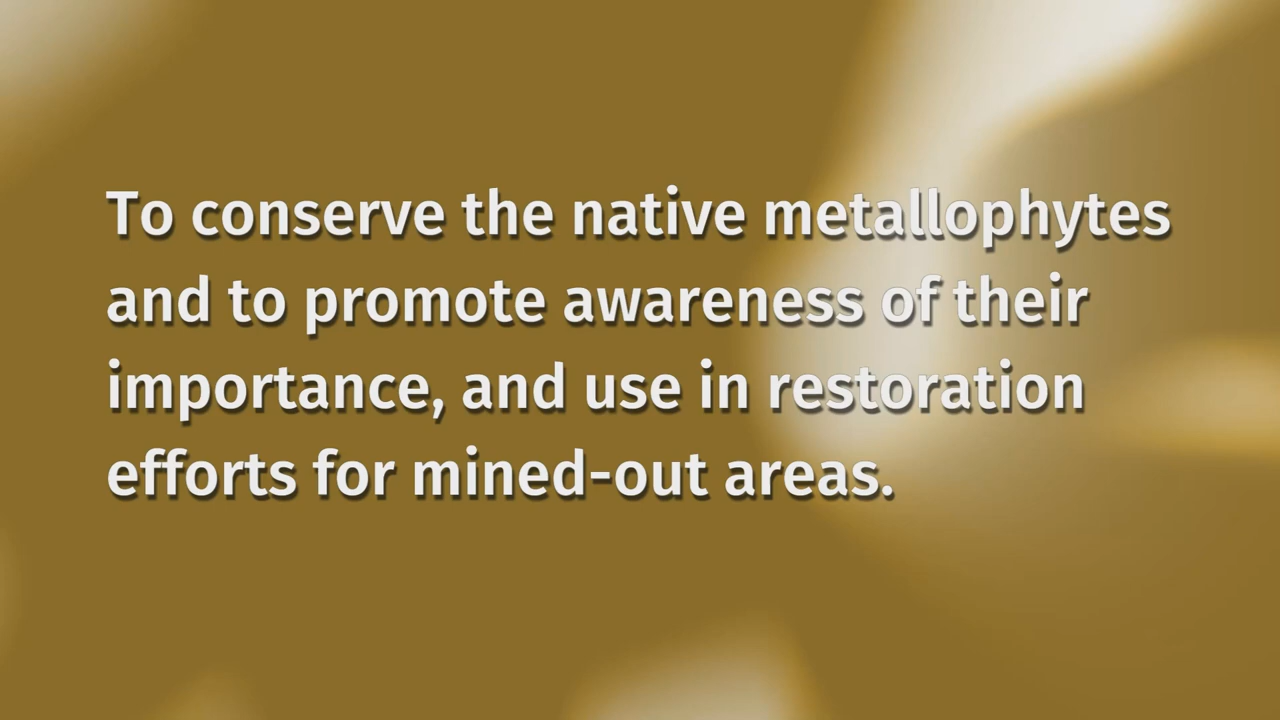 To conserve the native metallophytes
and to promote awareness of their
importance, and use in restoration
efforts for mined-out areas.